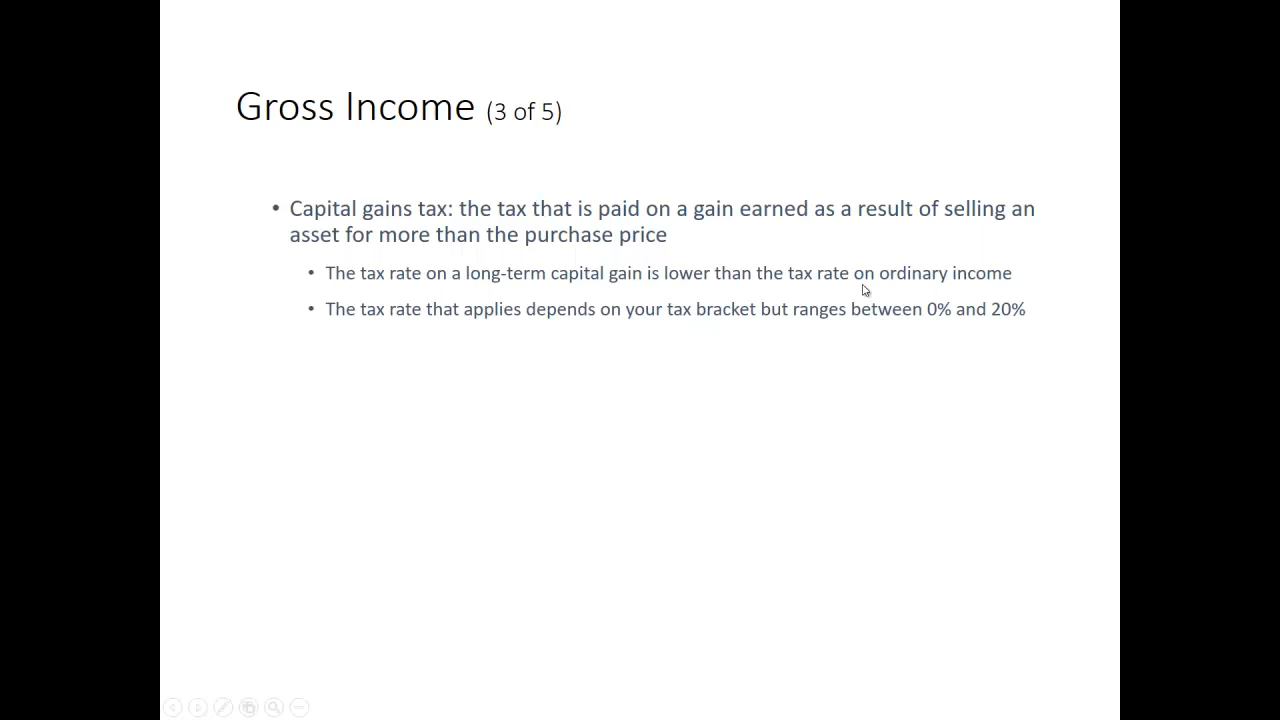 Gross Income (3 of 5)
• Capital gains tax: the tax that is paid on a gain earned as a result of selling an
asset for more than the purchase price
• The tax rate on a long-term capital gain is lower than the tax rate on ordinary income
• The tax rate that applies depends on your tax bracket but ranges between 0% and 20%